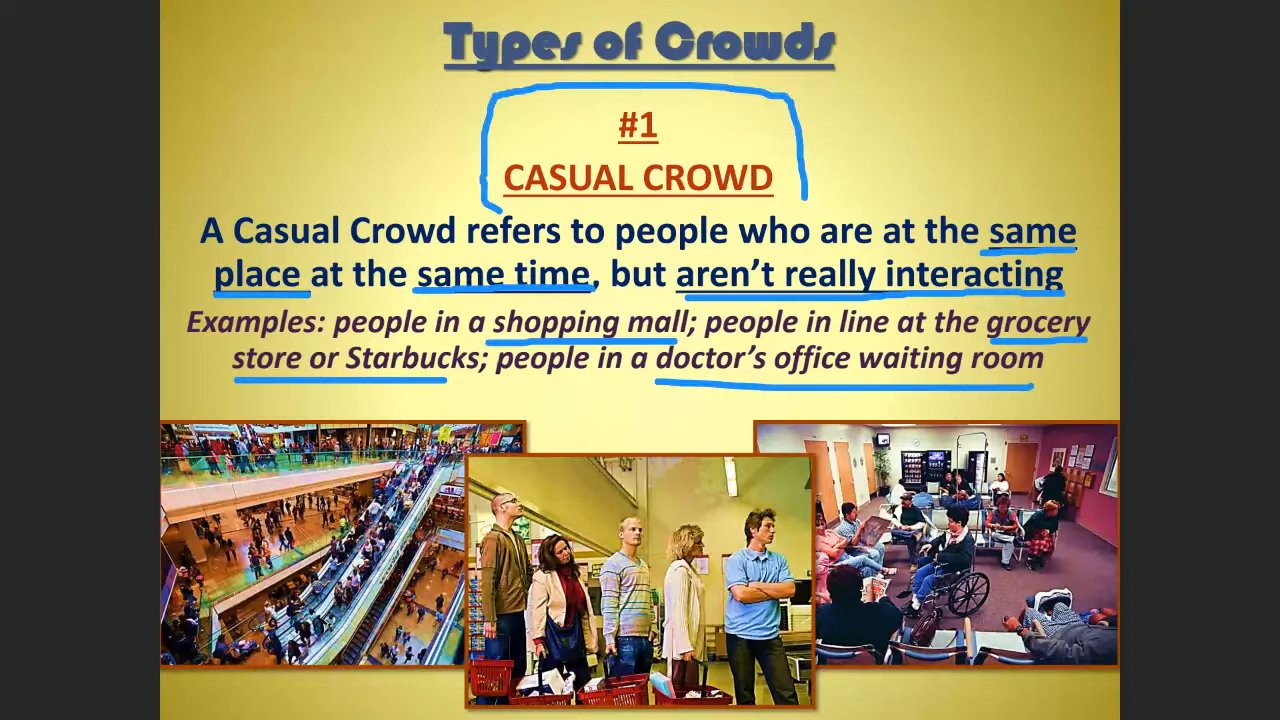 Types of Crowds
#1
CASUAL CROWD
A Casual Crowd refers to people who are at the same
place at the same time, but aren't really interacting
Examples: people in a shopping mall; people in line at the grocery
store or Starbucks; people in a doctor's office waiting room